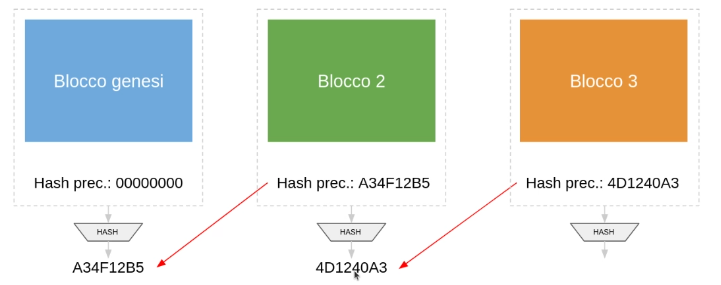 Blocco genesi
Blocco 2
Blocco 3
Hash prec.: 00000000
Hash prec.: A34F12B5
Hash prec.: 4D1240A3
HASH
HASH
HASH
A34F12B5
4D1240A3